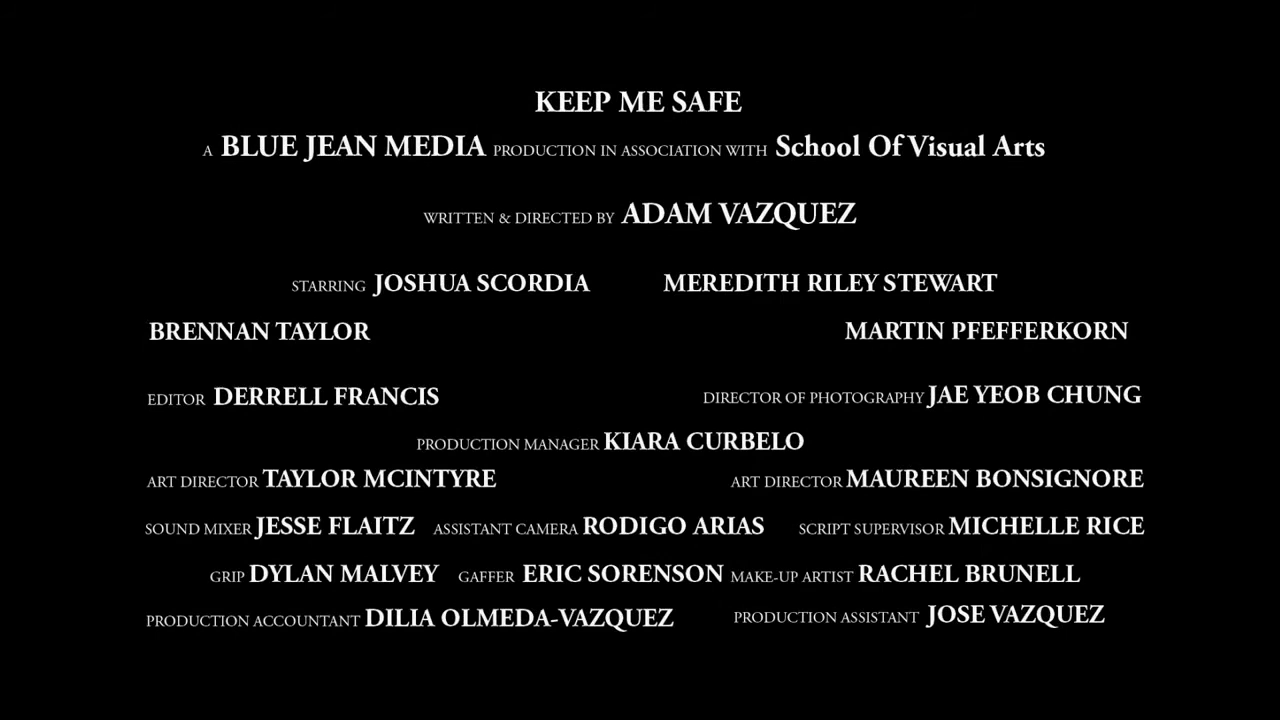 KEEP ME SAFE
A BLUE JEAN MEDIA PRODUCTION IN ASSOCIATION WITH School Of Visual Arts
WRITTEN & DIRECTED BY ADAM VAZQUEZ
STARRING JOSHUA SCORDIA MEREDITH RILEY STEWART
BRENNAN TAYLOR MARTIN PFEFFERKORN
EDITOR DERRELL FRANCIS DIRECTOR OF PHOTOGRAPHY JAE YEOB CHUNG
PRODUCTION MANAGER KIARA CURBELO
ART DIRECTOR TAYLOR MCINTYRE ART DIRECTOR MAUREEN BONSIGNORE
SOUND MIXER JESSE FLAITZ ASSISTANT CAMERA RODIGO ARIAS SCRIPT SUPERVISOR MICHELLE RICE
GRIP DYLAN MALVEY GAFFER ERIC SORENSON MAKE-UP ARTIST RACHEL BRUNELL
PRODUCTION ACCOUNTANT DILIA OLMEDA-VAZQUEZ PRODUCTION ASSISTANT JOSE VAZQUEZ